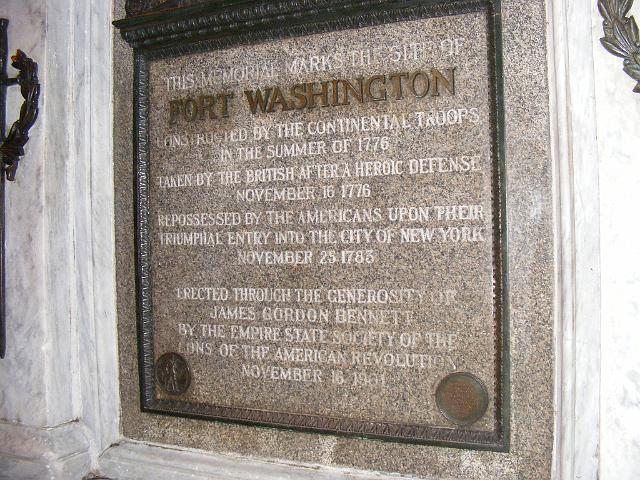 THIS MEMORIAL MARKS THE SITE OF
FORT WASHINGTON
CONSTRUCTED BY THE CONTINENTAL TROOPS
IN THE SUMMER OF 1776
TAKEN BY THE BRITISH AFTER A HEROIC DEFENSE
NOVEMBER 16 1776
REPOSSESSED BY THE AMERICANS UPON THEIR
TRIUMPHAL ENTRY INTO THE CITY OF NEW YORK
NOVEMBER 25 1783
ERECTED THROUGH THE GENEROSITY OF
JAMES GORDON BENNETT
BY THE EMPIRE STATE SOCIETY OF THE
SONS OF THE AMERICAN REVOLUTION
NOVEMBER 16 1901